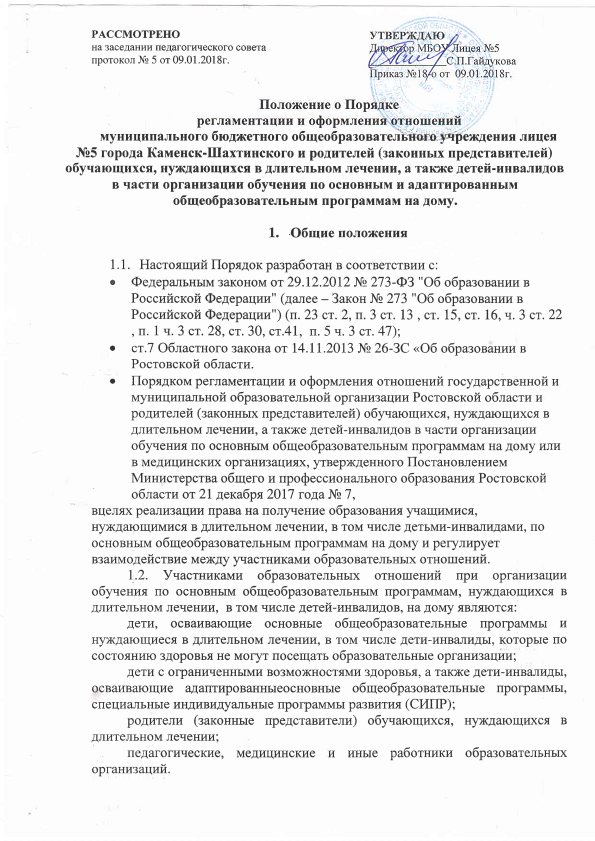 РАССМОТРЕНО
на заседании педагогического совета
протокол № 5 от 09.01.2018г.
УТВЕРЖДАЮ
Директор МБОУ Лицея №5
С.П.Гайдукова
Приказ №18-о от 09.01.2018г.
Положение о Порядке
регламентации и оформления отношений
муниципального бюджетного общеобразовательного учреждения лицея
№5 города Каменск-Шахтинского и родителей (законных представителей)
обучающихся, нуждающихся в длительном лечении, а также детей-инвалидов
в части организации обучения по основным и адаптированным
общеобразовательным программам на дому.
1. Общие положения
1.1. Настоящий Порядок разработан в соответствии с:
• Федеральным законом от 29.12.2012 № 273-ФЗ "Об образовании в
Российской Федерации" (далее – Закон № 273 "Об образовании в
Российской Федерации") (п. 23 ст. 2, п. 3 ст. 13 , ст. 15, ст. 16, ч. 3 ст. 22
, п. 1 ч. 3 ст. 28, ст. 30, ст.41, п. 5 ч. 3 ст. 47);
• ст.7 Областного закона от 14.11.2013 № 26-ЗС «Об образовании в
Ростовской области.
• Порядком регламентации и оформления отношений государственной и
муниципальной образовательной организации Ростовской области и
родителей (законных представителей) обучающихся, нуждающихся в
длительном лечении, а также детей-инвалидов в части организации
обучения по основным общеобразовательным программам на дому или
в медицинских организациях, утвержденного Постановлением
Министерства общего и профессионального образования Ростовской
области от 21 декабря 2017 года № 7,
вцелях реализации права на получение образования учащимися,
нуждающимися в длительном лечении, в том числе детьми-инвалидами, по
основным общеобразовательным программам на дому и регулирует
взаимодействие между участниками образовательных отношений.
1.2. Участниками образовательных отношений при организации
обучения по основным общеобразовательным программам, нуждающихся в
длительном лечении, в том числе детей-инвалидов, на дому являются:
дети, осваивающие основные общеобразовательные программы и
нуждающиеся в длительном лечении, в том числе дети-инвалиды, которые по
состоянию здоровья не могут посещать образовательные организации;
дети с ограниченными возможностями здоровья, а также дети-инвалиды,
осваивающие адаптированныеосновные общеобразовательные программы,
специальные индивидуальные программы развития (СИПР);
родители (законные представители) обучающихся, нуждающихся в
длительном лечении;
педагогические, медицинские и иные работники образовательных
организаций.